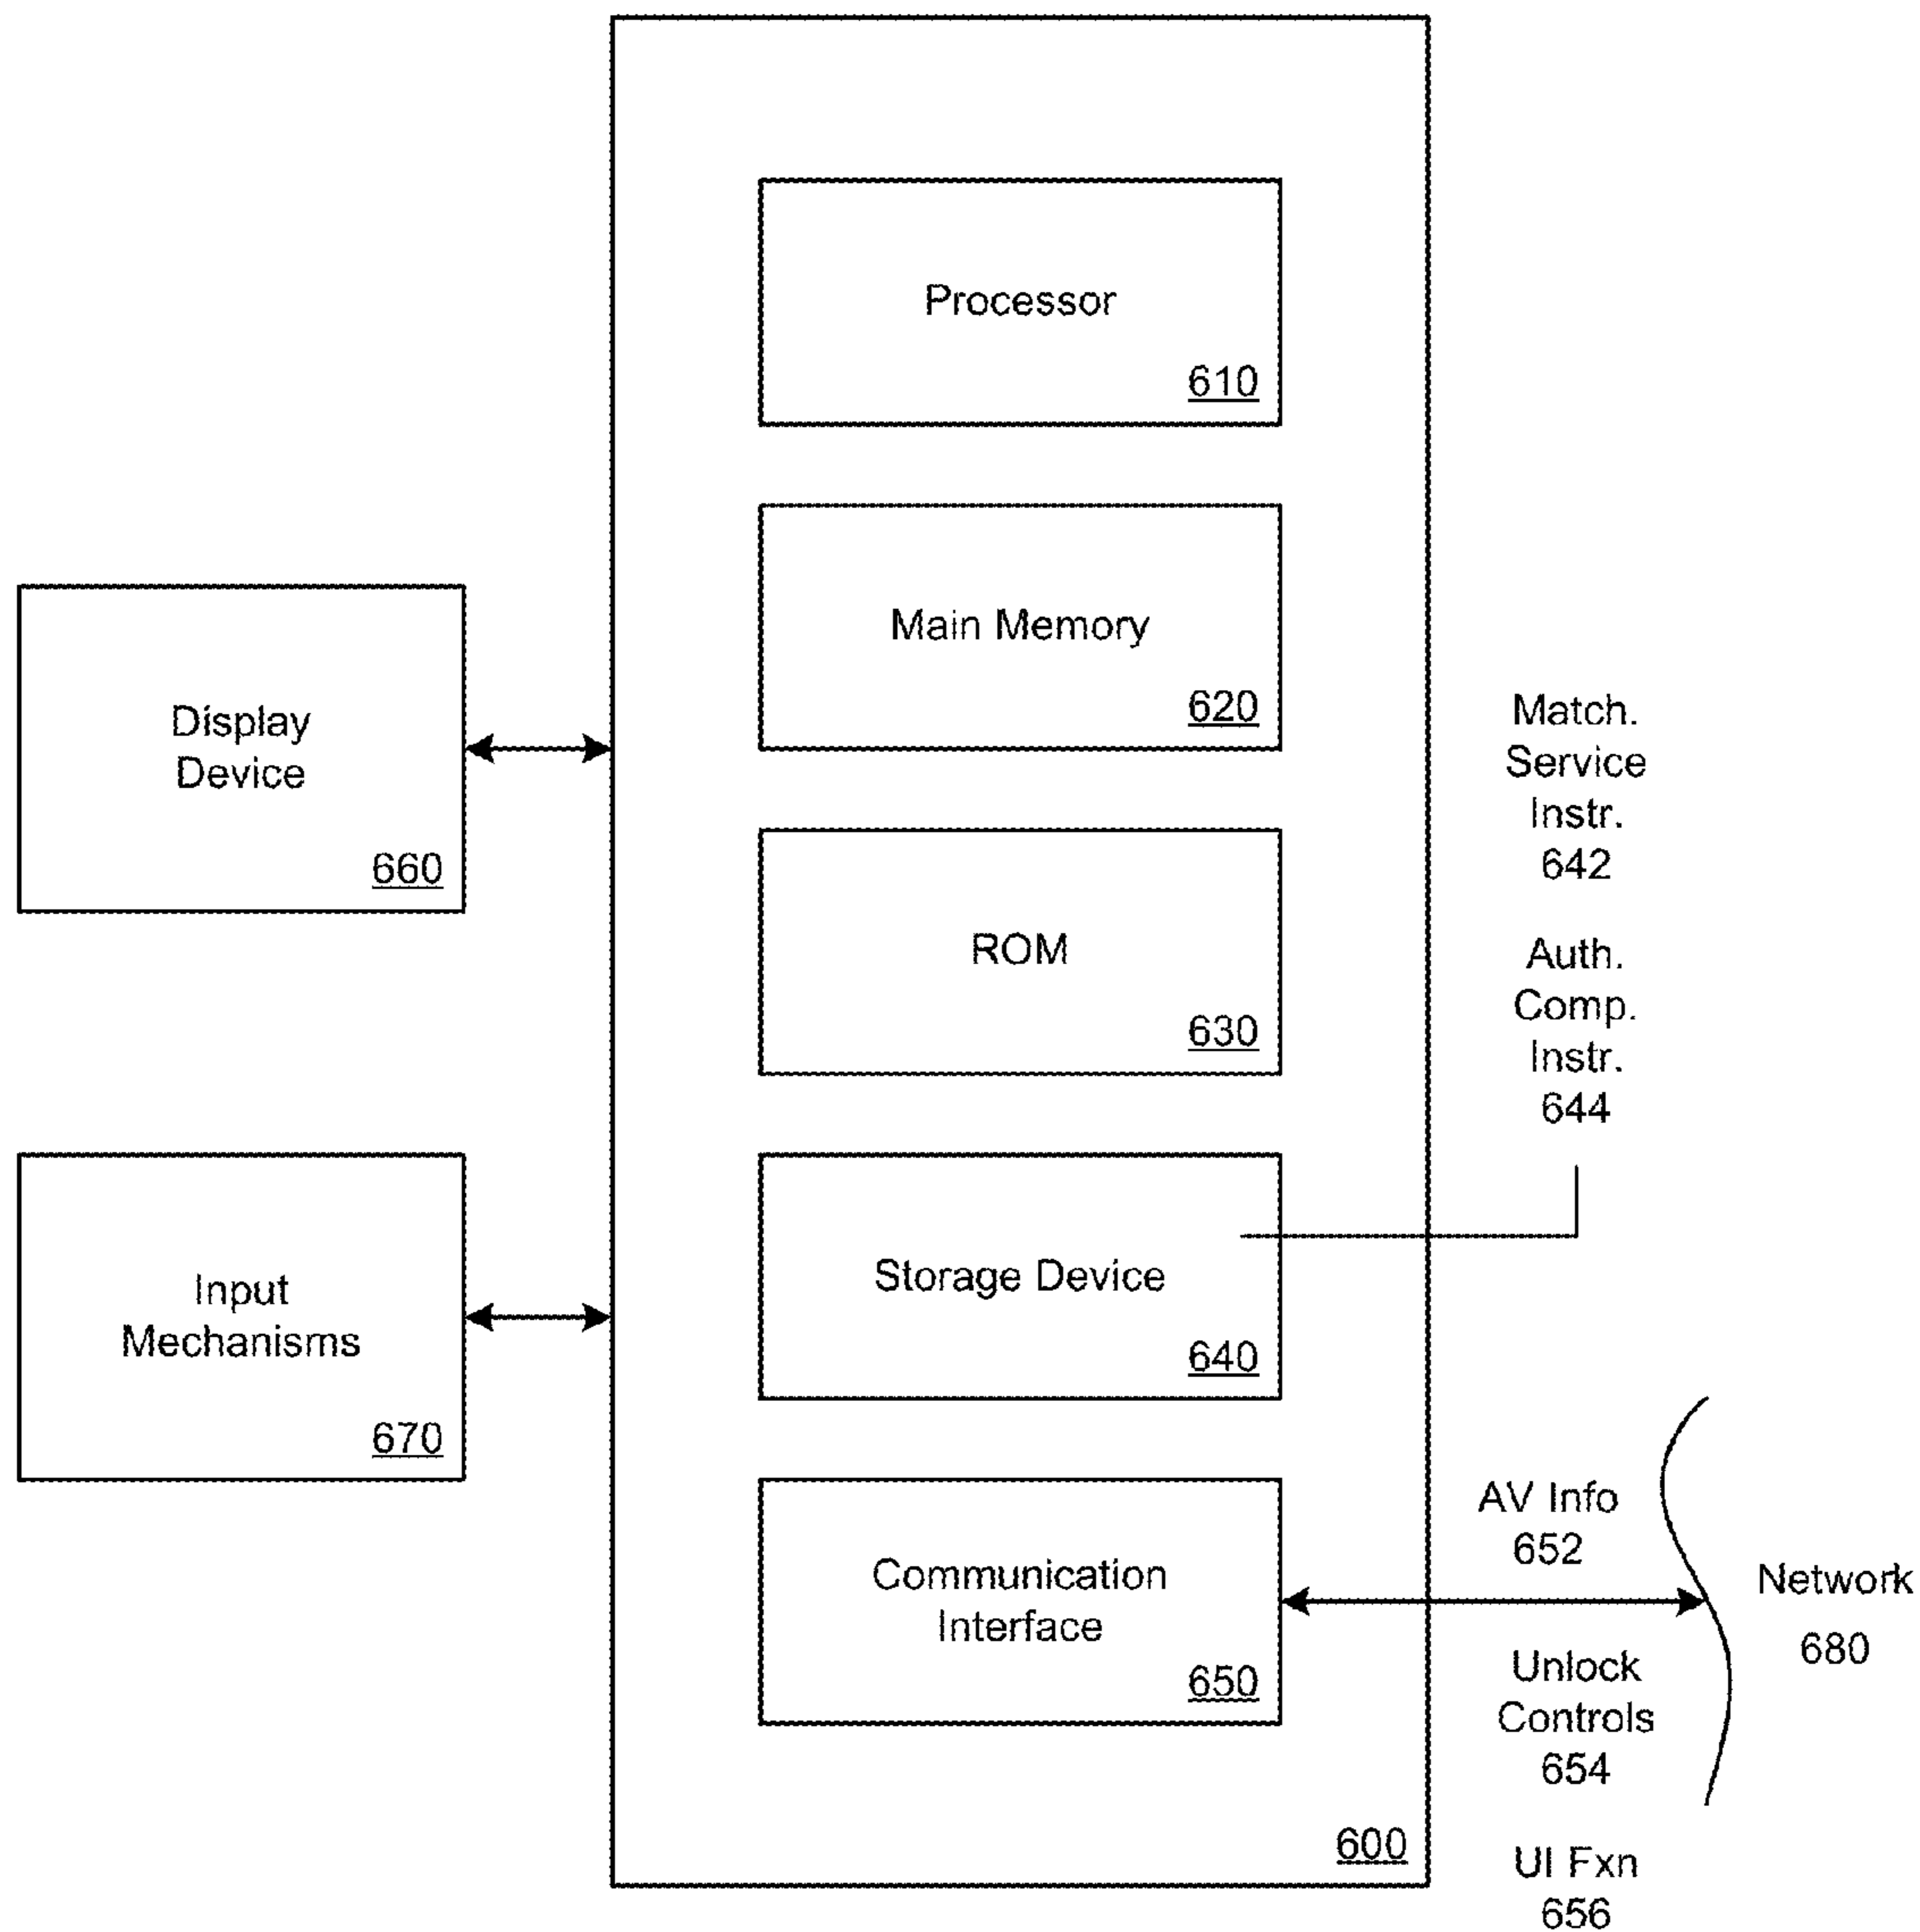 Processor
610
Main Memory
620
Display
Device
660
ROM
630
Match.
Service
Instr.
642
Auth.
Comp.
Instr.
644
Input
Mechanisms
670
Storage Device
640
Communication
Interface
650
AV Info
652
Unlock
Controls
654
UI Fxn
656
Network
680
600